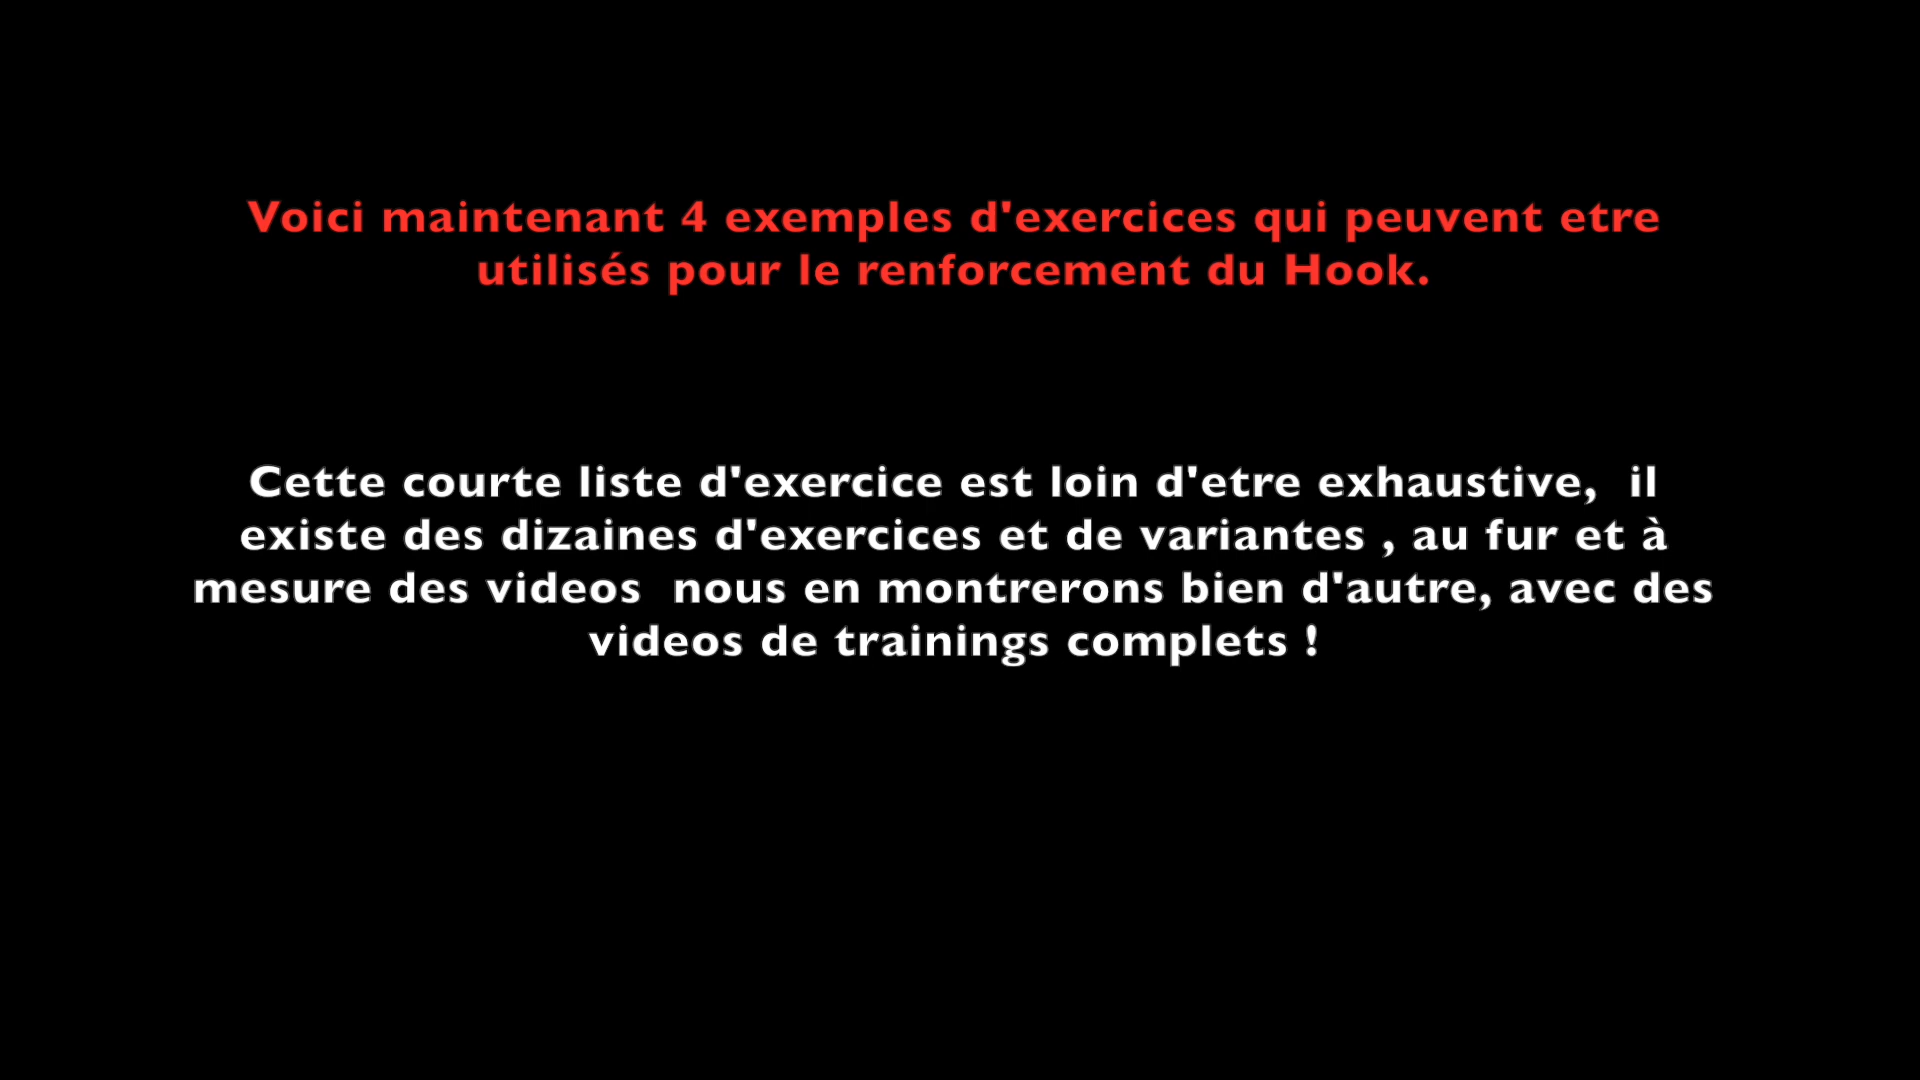 Voici maintenant 4 exemples d'exercices qui peuvent etre
utilisés pour le renforcement du Hook.
Cette courte liste d'exercice est loin d'etre exhaustive,  il
existe des dizaines d'exercices et de variantes , au fur et à
mesure des videos  nous en montrerons bien d'autre, avec des
videos de trainings complets !